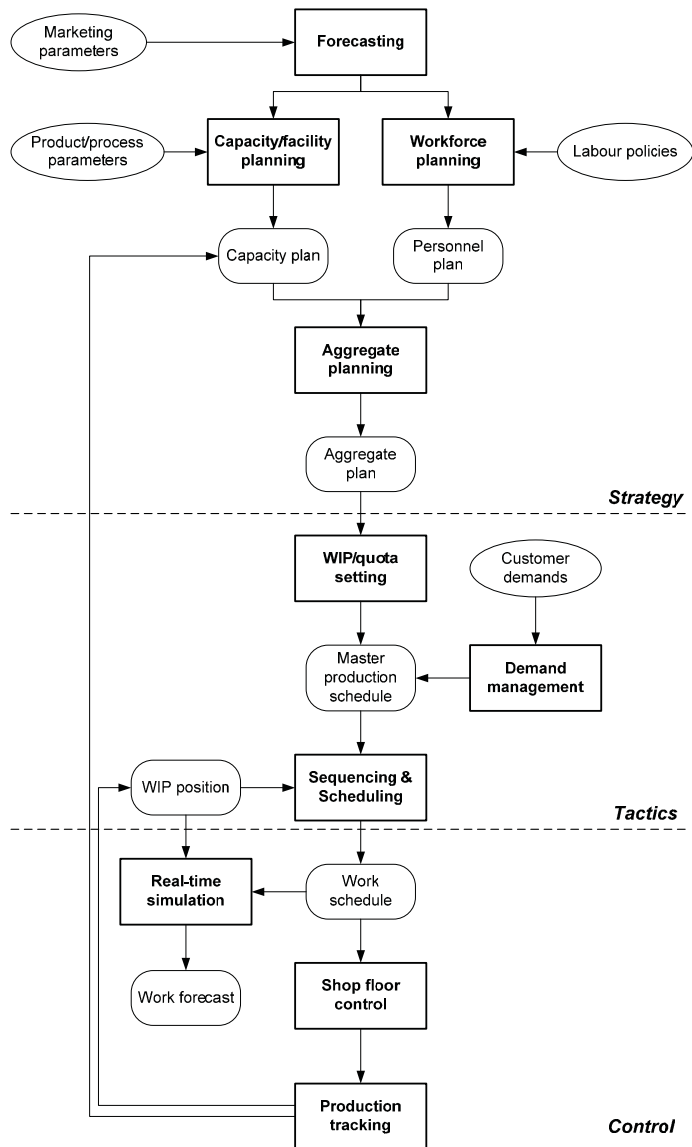 Marketing
parameters
Forecasting
Product/process
parameters
Capacity/facility
planning
Workforce
planning
Labour policies
Capacity plan
Personnel
plan
Aggregate
planning
Aggregate
plan
Strategy
WIP/quota
setting
Customer
demands
Master
production
schedule
Demand
management
WIP position
Sequencing &
Scheduling
Tactics
Real-time
simulation
Work
schedule
Work forecast
Shop floor
control
Production
tracking
Control